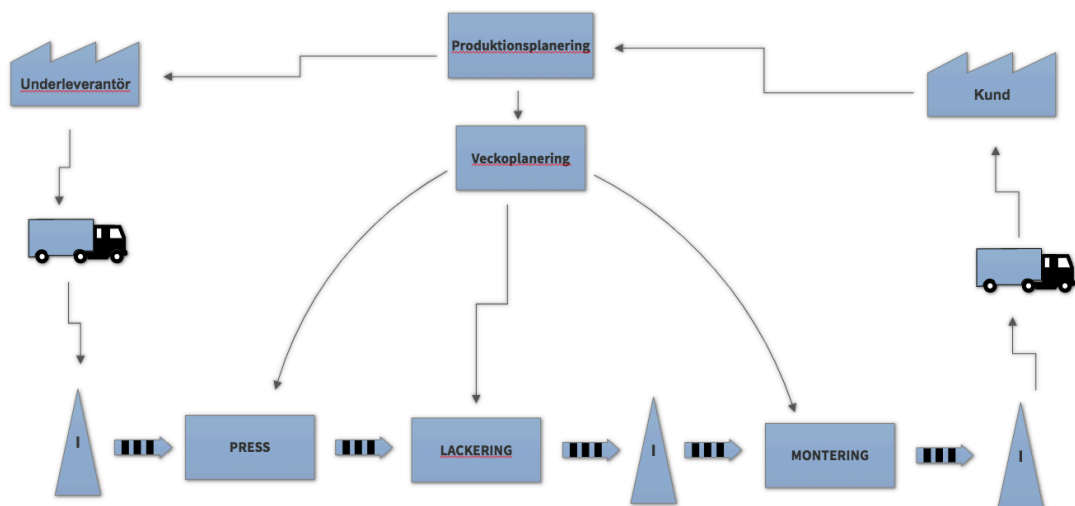 Produktionsplanering
Underleverantör
Kund
Veckoplanering
I
PRESS
LACKERING
I
MONTERING
I